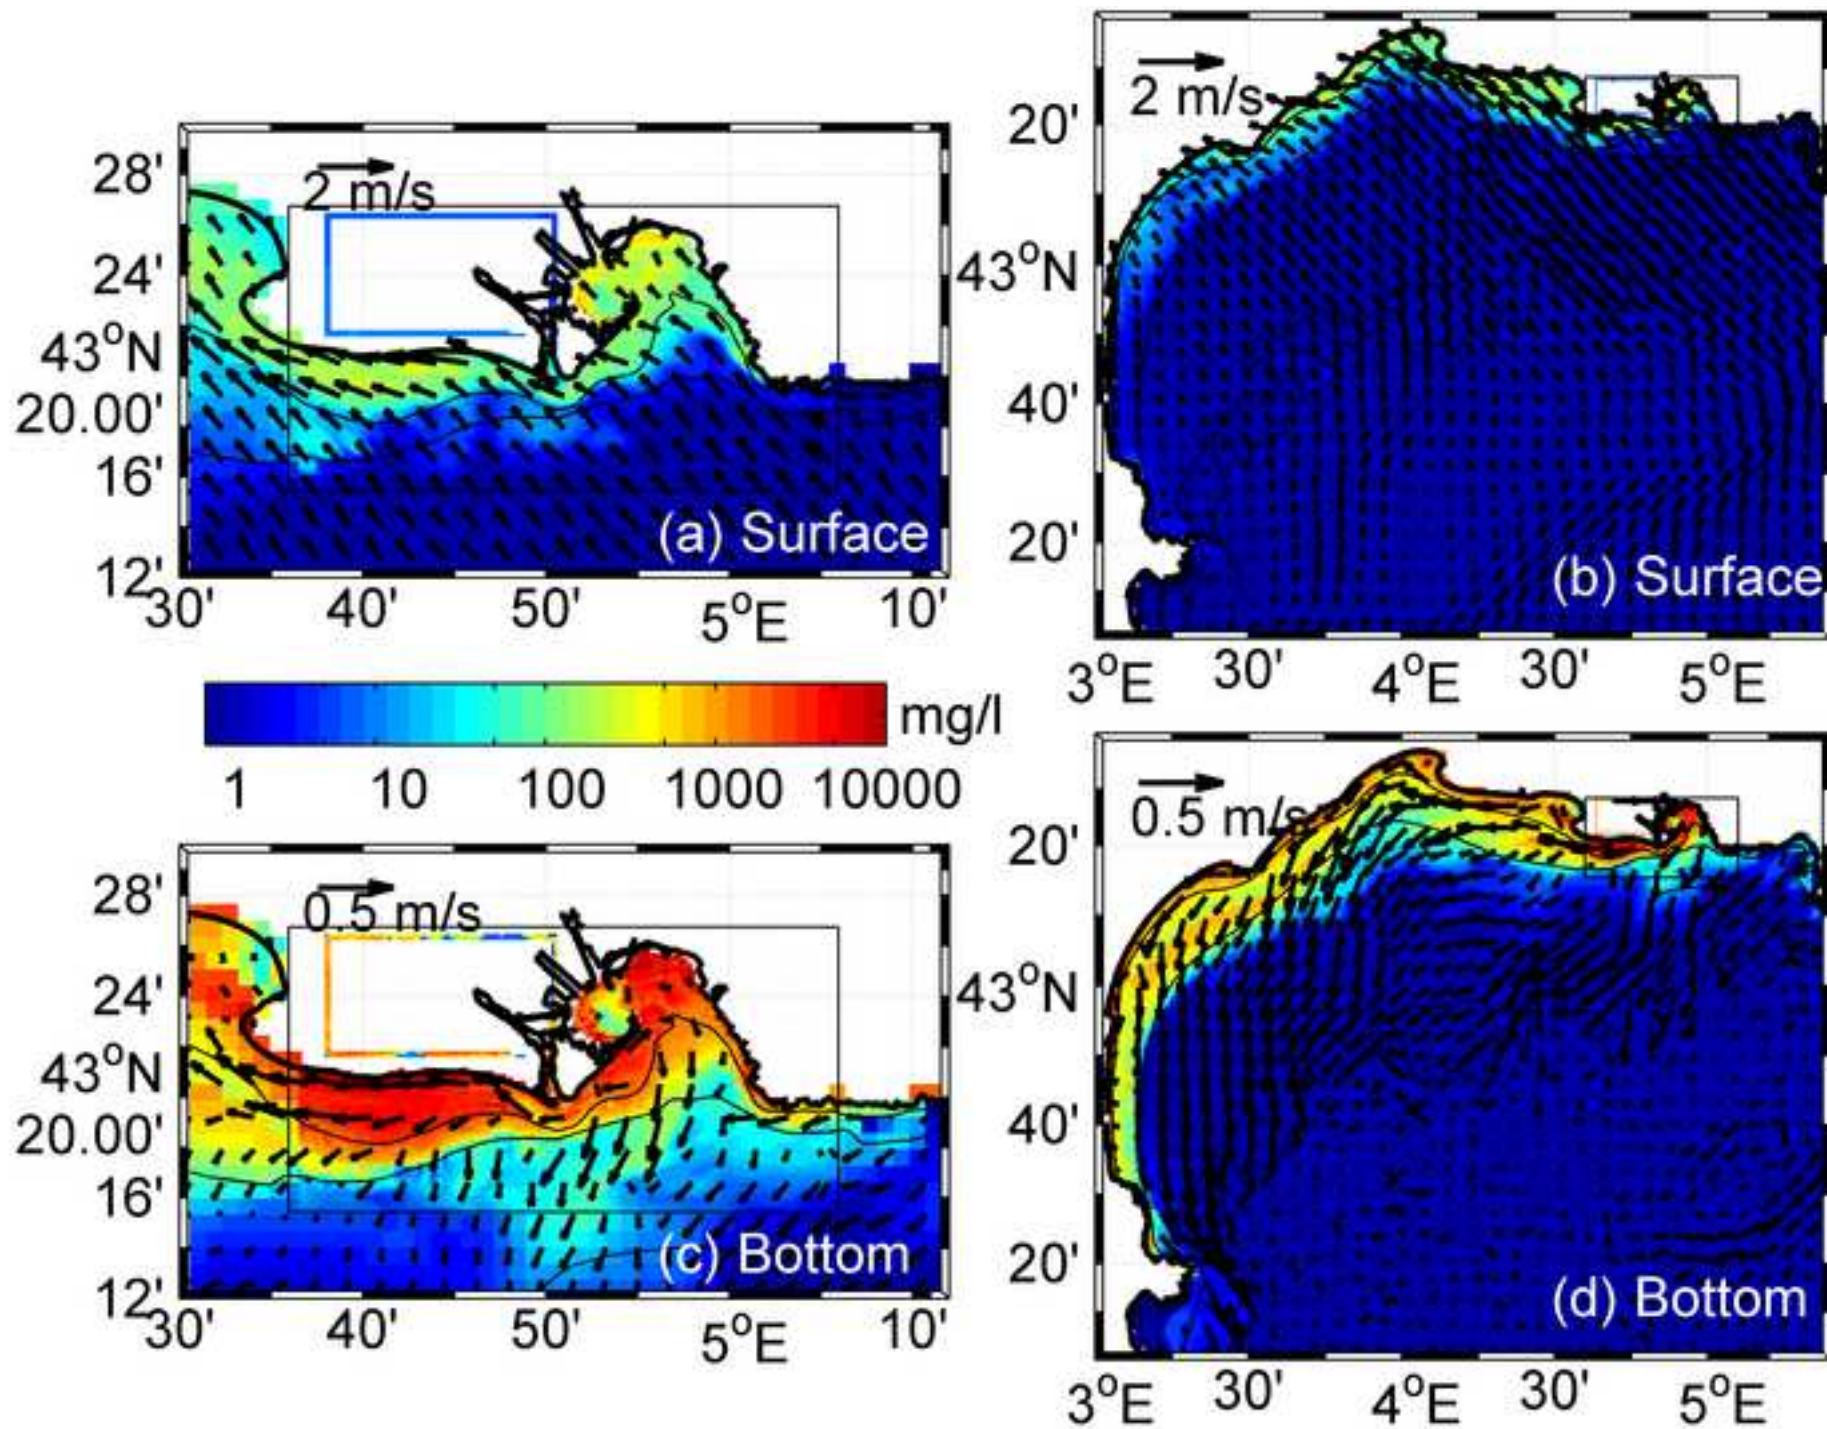 2 m/s
28'
24'
43°N
20.00'
16'
12'
(a) Surface
30' 40' 50' 5°E 10'
2 m/s
20'
43°N
40'
20'
(b) Surface
3°E 30' 4°E 30' 5°E
mg/l
1 10 100 1000 10000
0.5 m/s
28'
24'
43°N
20.00'
16'
12'
(c) Bottom
30' 40' 50' 5°E 10'
0.5 m/s
20'
43°N
40'
20'
(d) Bottom
3°E 30' 4°E 30' 5°E